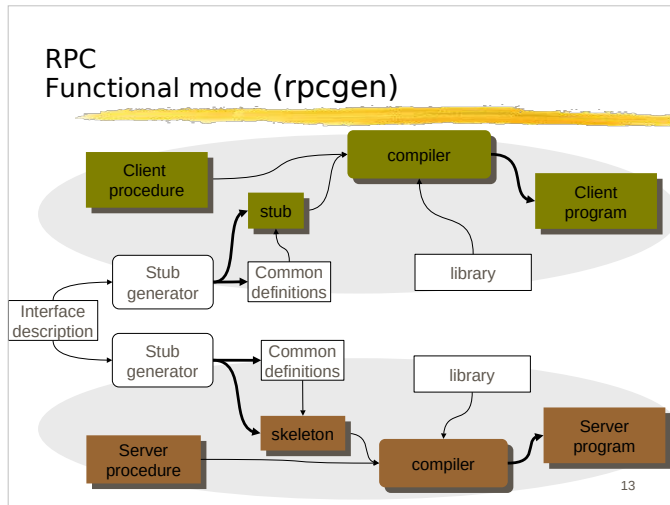 RPC
Functional mode (rpcgen)
Client
procedure
compiler
Client
program
stub
Stub
generator
Common
definitions
library
Interface
description
Stub
generator
Common
definitions
library
skeleton
Server
procedure
compiler
Server
program
13